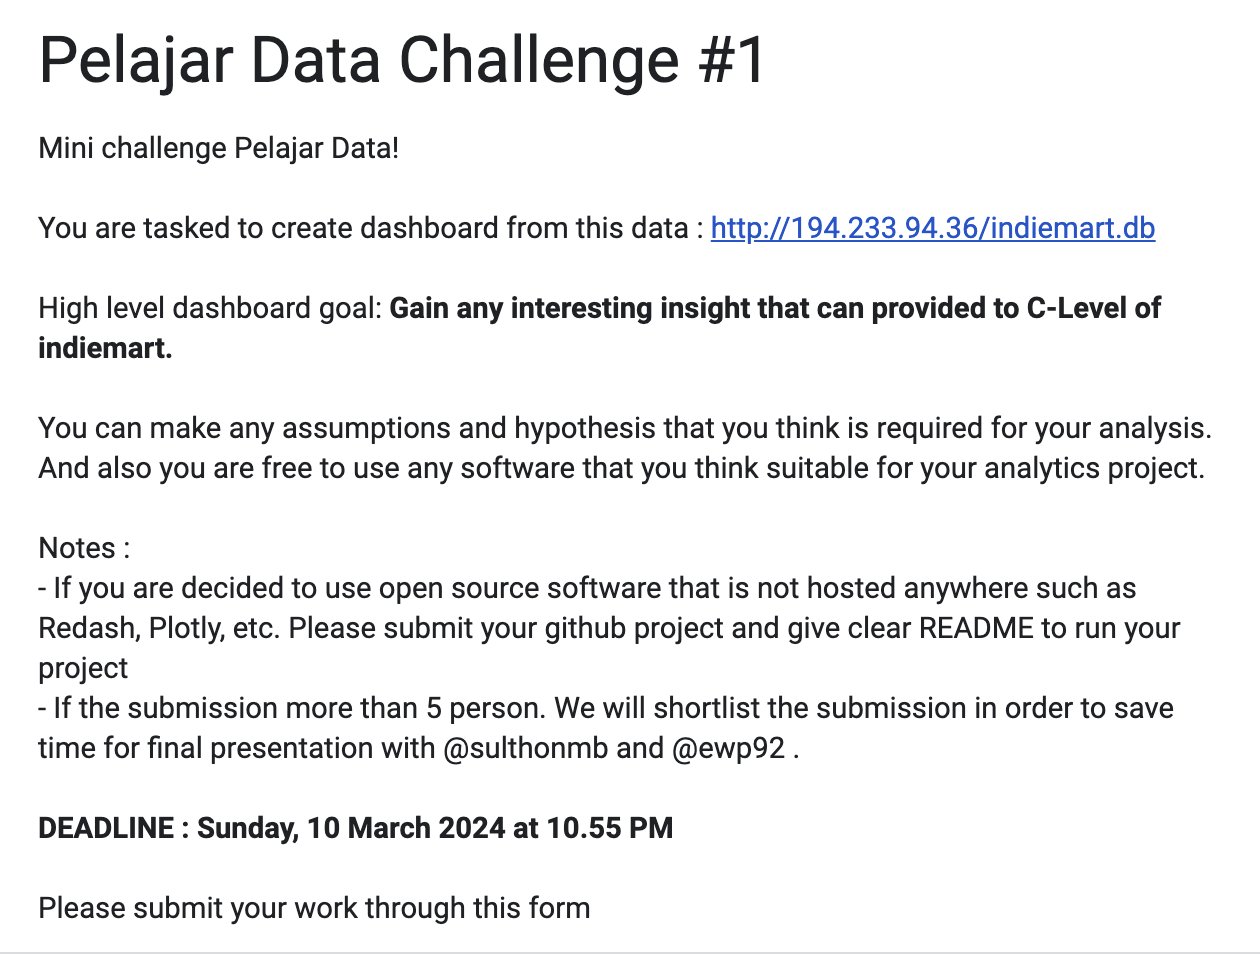 Pelajar Data Challenge #1
Mini challenge Pelajar Data!
You are tasked to create dashboard from this data : http://194.233.94.36/indiemart.db
High level dashboard goal: Gain any interesting insight that can provided to C-Level of
indiemart.
You can make any assumptions and hypothesis that you think is required for your analysis.
And also you are free to use any software that you think suitable for your analytics project.
Notes :
- If you are decided to use open source software that is not hosted anywhere such as
Redash, Plotly, etc. Please submit your github project and give clear README to run your
project
- If the submission more than 5 person. We will shortlist the submission in order to save
time for final presentation with @sulthonmb and @ewp92 .
DEADLINE : Sunday, 10 March 2024 at 10.55 PM
Please submit your work through this form